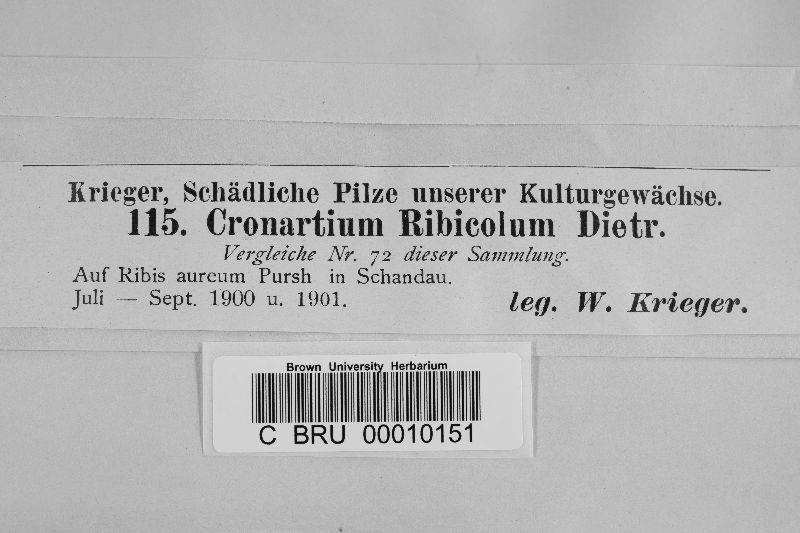 Krieger, Schädliche Pilze unserer Kulturgewächse.
115. Cronartium Ribicolum Dietr.
Vergleiche Nr. 72 dieser Sammlung.
Auf Ribis aureum Pursh in Schandau.
Juli — Sept. 1900 u. 1901.
leg. W. Krieger.
Brown University Herbarium
C BRU 00010151